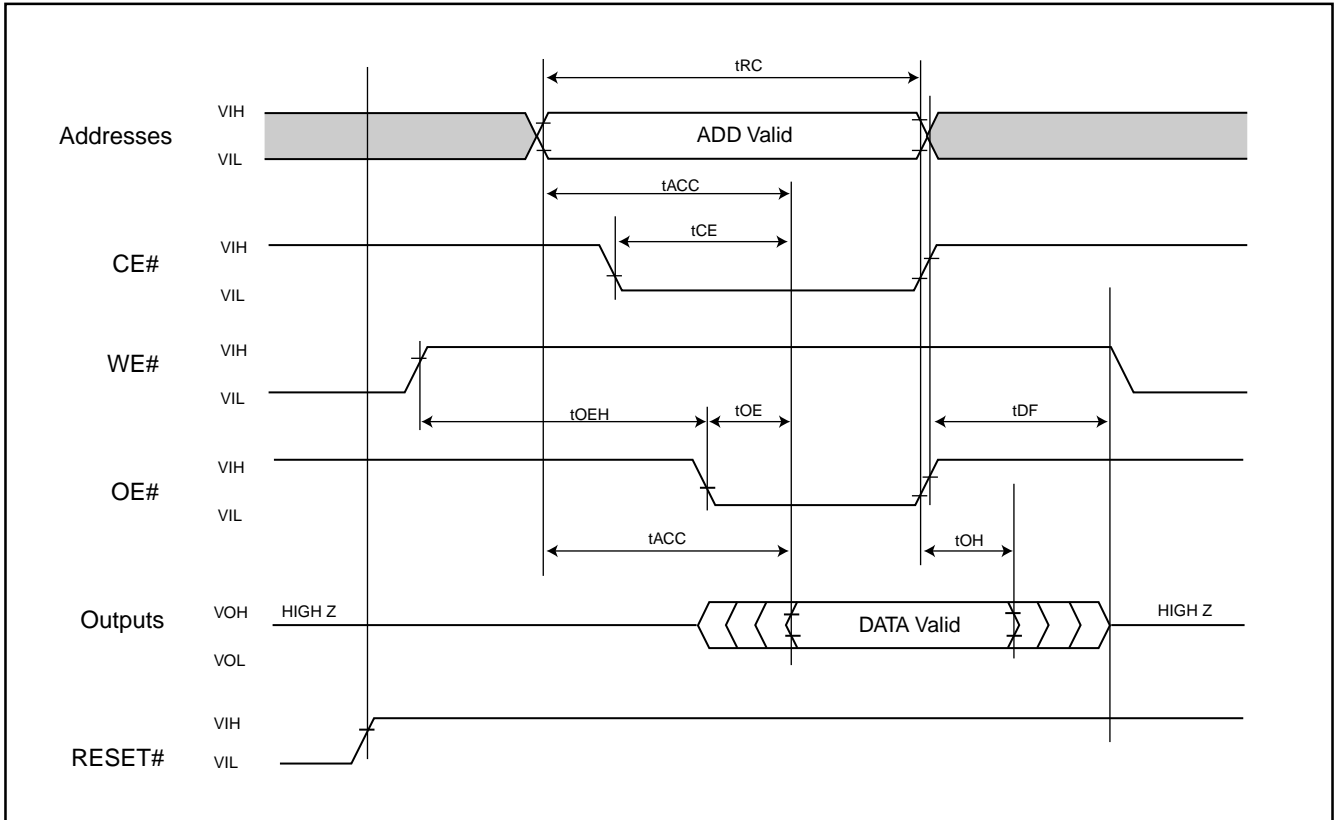 tRC
VIH
Addresses
ADD Valid
VIL
tACC
tCE
VIH
CE#
VIL
VIH
WE#
VIL
tOEH
tOE
tDF
VIH
OE#
VIL
tACC
tOH
VOH
HIGH Z
Outputs
DATA Valid
HIGH Z
VOL
VIH
RESET#
VIL